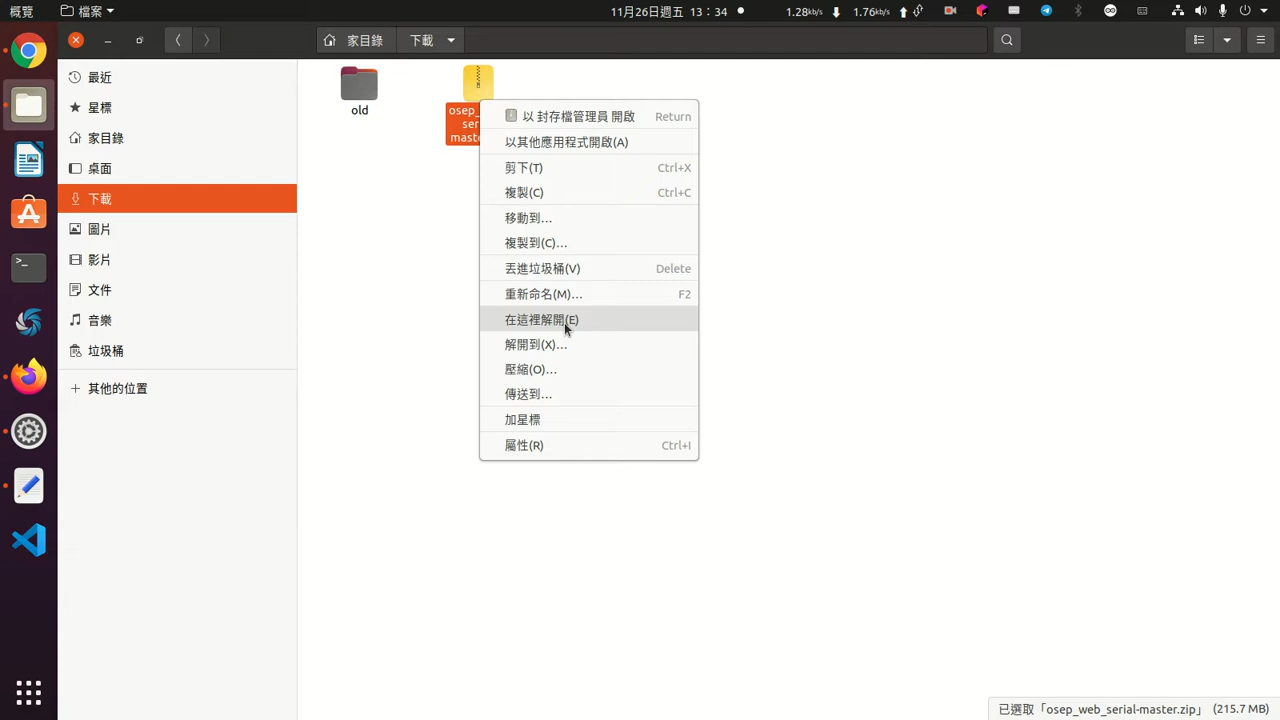 概覽
檔案
11月26日週五 13：34
1.28kb/s
1.76kb/s
家目錄
下載
最近
星標
家目錄
桌面
下載
圖片
影片
文件
音樂
垃圾桶
其他的位置
old
osep_
ser
mast
以 封存檔管理員 開啟 Return
以其他應用程式開啟(A)
剪下(T) Ctrl+X
複製(C) Ctrl+C
移動到…
複製到(C)…
丟進垃圾桶(V) Delete
重新命名(M)… F2
在這裡解開(E)
解開到(X)…
壓縮(O)…
傳送到…
加星標
屬性(R) Ctrl+I
已選取「osep_web_serial-master.zip」 (215.7 MB)